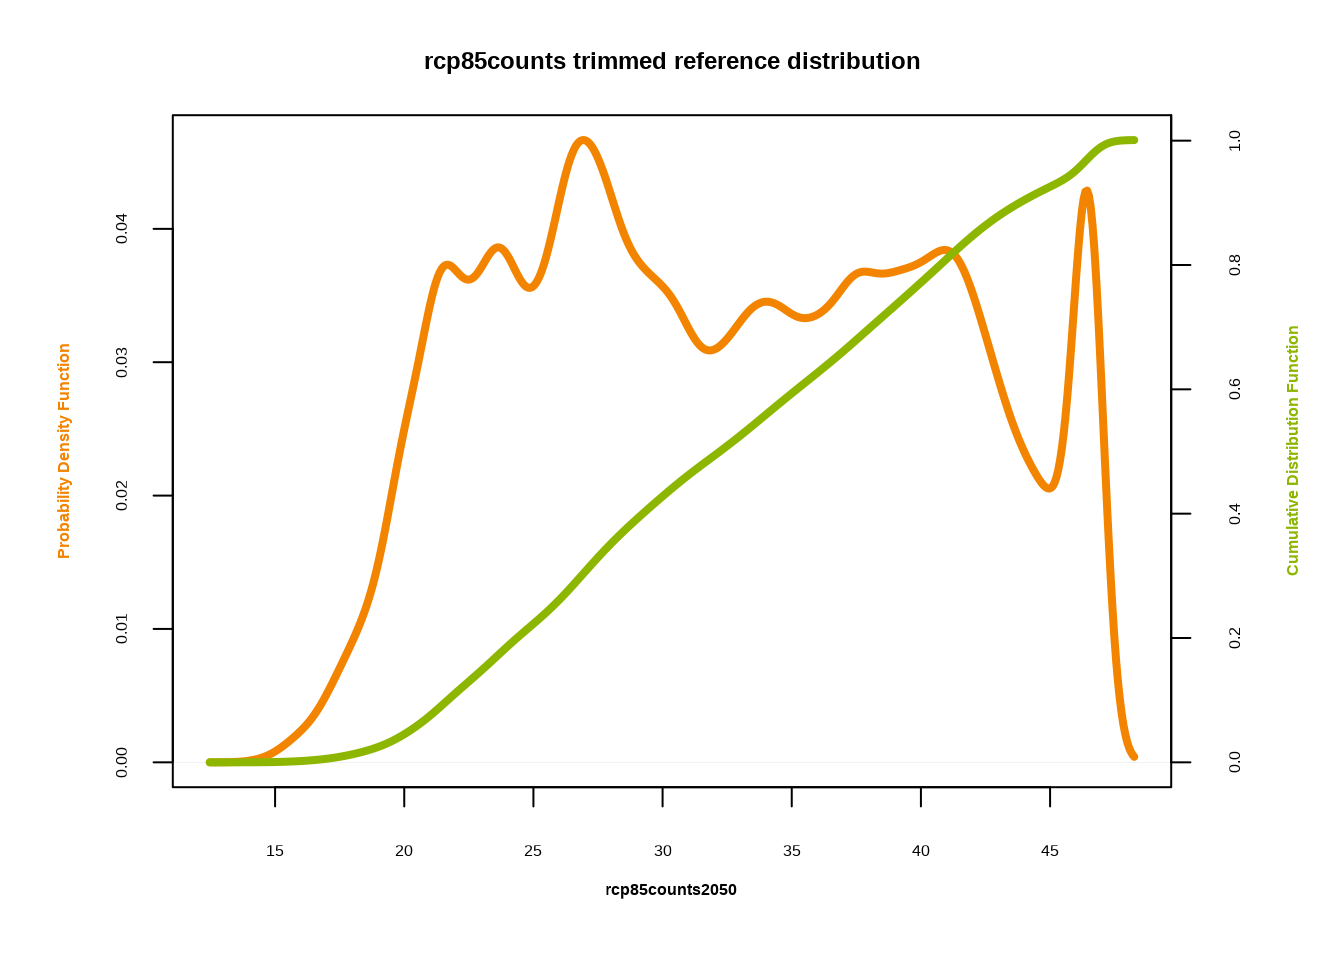 rcp85counts trimmed reference distribution
Probability Density Function
0.00
0.01
0.02
0.03
0.04
Cumulative Distribution Function
0.0
0.2
0.4
0.6
0.8
1.0
15 20 25 30 35 40 45
rcp85counts2050